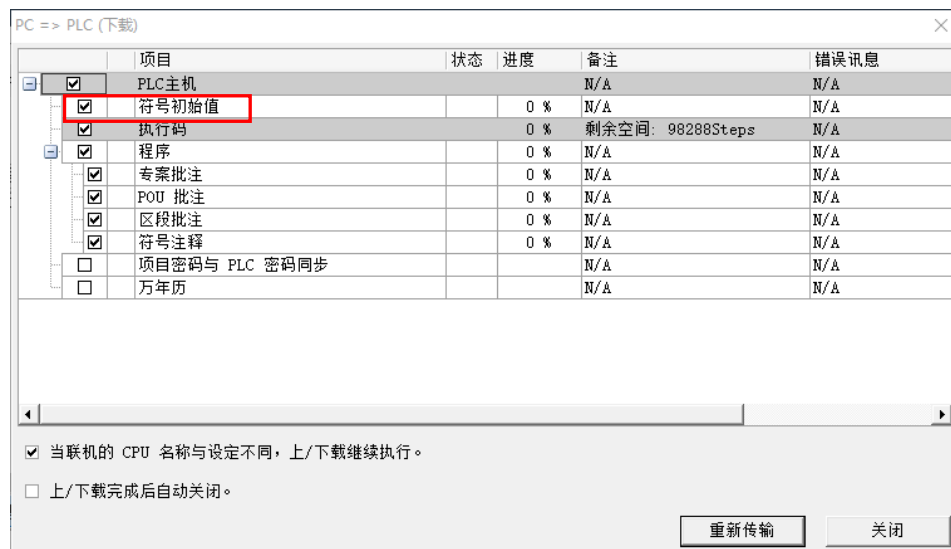 PC => PLC (下载)
项目 状态 进度 备注 错误讯息
PLC主机 N/A N/A
符号初始值 0 % N/A N/A
执行码 0 % 剩余空间: 98288Steps N/A
程序 0 % N/A N/A
专案批注 0 % N/A N/A
POU 批注 0 % N/A N/A
区段批注 0 % N/A N/A
符号注释 0 % N/A N/A
项目密码与 PLC 密码同步 N/A N/A
万年历 N/A N/A
当联机的 CPU 名称与设定不同，上/下载继续执行。
上/下载完成后自动关闭。
重新传输 关闭